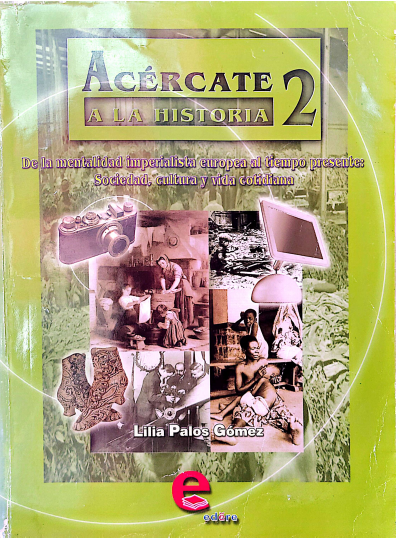 ACÉRCATE
A LA HISTORIA 2
De la mentalidad imperialista europea al tiempo presente:
Sociedad, cultura y vida cotidiana
Lilia Palos Gómez
e
edére